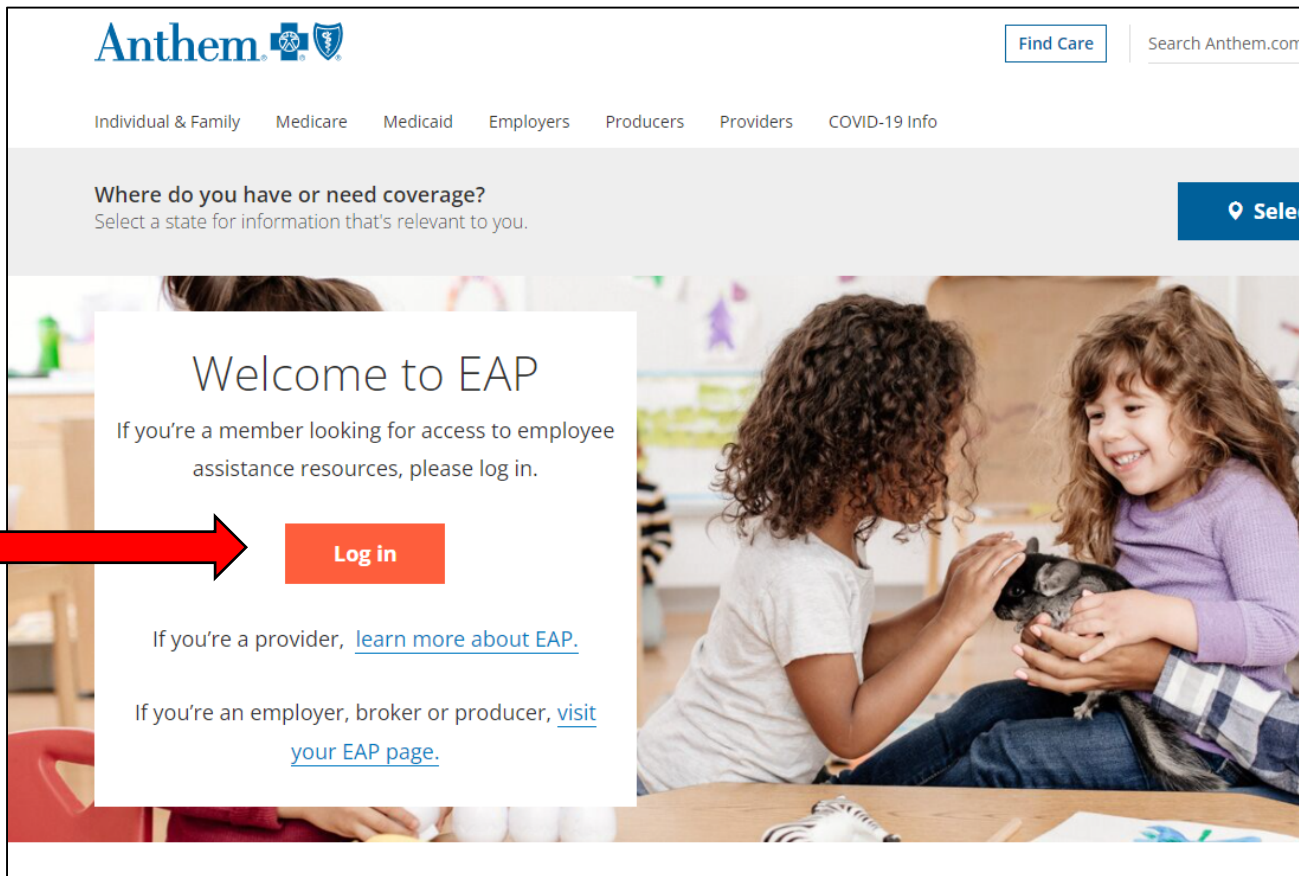 Anthem
Find Care
Search Anthem.com
Individual & Family Medicare Medicaid Employers Producers Providers COVID-19 Info
Where do you have or need coverage?
Select a state for information that's relevant to you.
Sele
Welcome to EAP
If you’re a member looking for access to employee
assistance resources, please log in.
Log in
If you’re a provider, learn more about EAP.
If you’re an employer, broker or producer, visit
your EAP page.